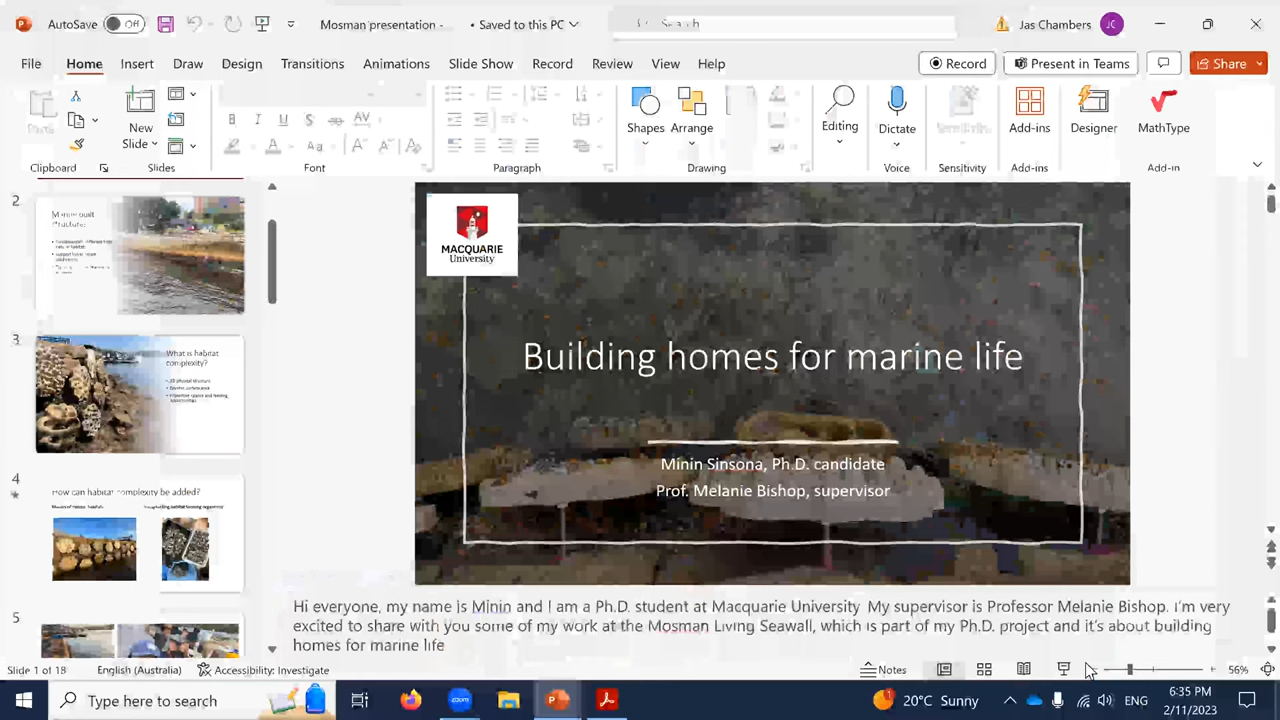 AutoSave Off Mosman presentation - • Saved to this PC Search Jas Chambers JC
File Home Insert Draw Design Transitions Animations Slide Show Record Review View Help Record Present in Teams Share
New Slide Shapes Arrange Editing Dictate Add-ins Designer MathType
Clipboard Slides Font Paragraph Drawing Voice Sensitivity Add-ins Add-in
2
3
What is habitat
complexity?
4
How can habitat complexity be added?
5
MACQUARIE
University
Building homes for marine life
Minin Sinsona, Ph.D. candidate
Prof. Melanie Bishop, supervisor
Hi everyone, my name is Minin and I am a Ph.D. student at Macquarie University My supervisor is Professor Melanie Bishop. I'm very
excited to share with you some of my work at the Mosman Living Seawall, which is part of my Ph.D. project and it's about building
homes for marine life
Slide 1 of 18 English (Australia) Accessibility: Investigate Notes 56%
Type here to search zoom 20°C Sunny ENG 6:35 PM
2/11/2023